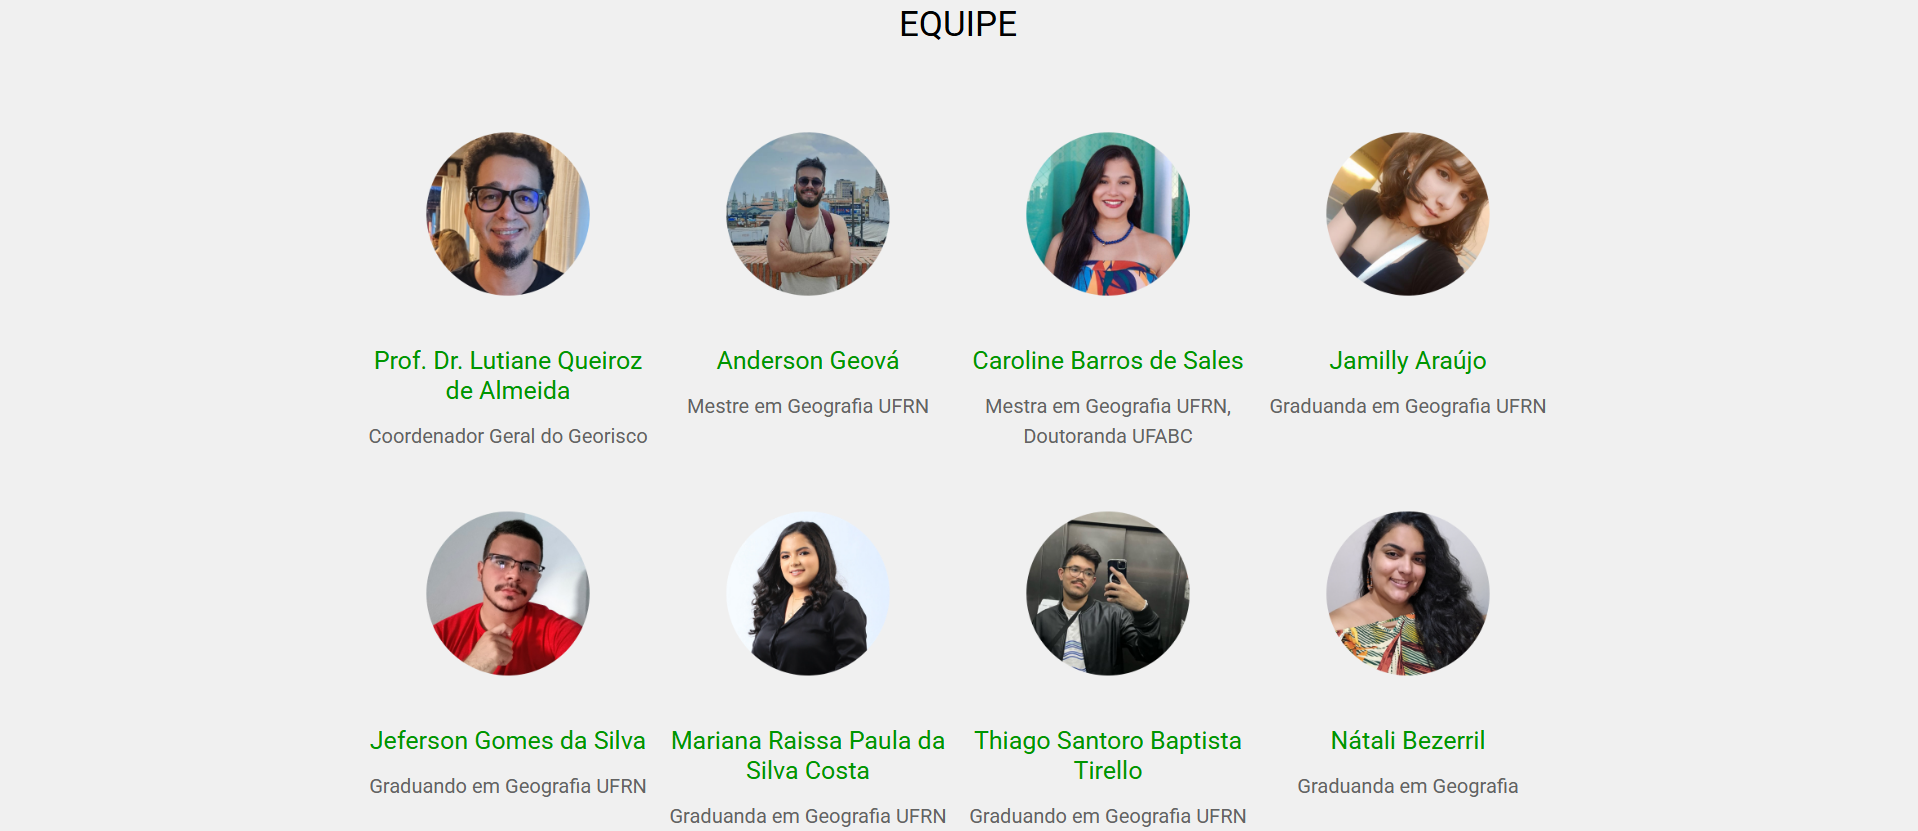 EQUIPE
Prof. Dr. Lutiane Queiroz
de Almeida
Coordenador Geral do Georisco
Anderson Geová
Mestre em Geografia UFRN
Caroline Barros de Sales
Mestra em Geografia UFRN,
Doutoranda UFABC
Jamilly Araújo
Graduanda em Geografia UFRN
Jeferson Gomes da Silva
Graduando em Geografia UFRN
Mariana Raissa Paula da
Silva Costa
Graduanda em Geografia UFRN
Thiago Santoro Baptista
Tirello
Graduando em Geografia UFRN
Nátali Bezerril
Graduanda em Geografia